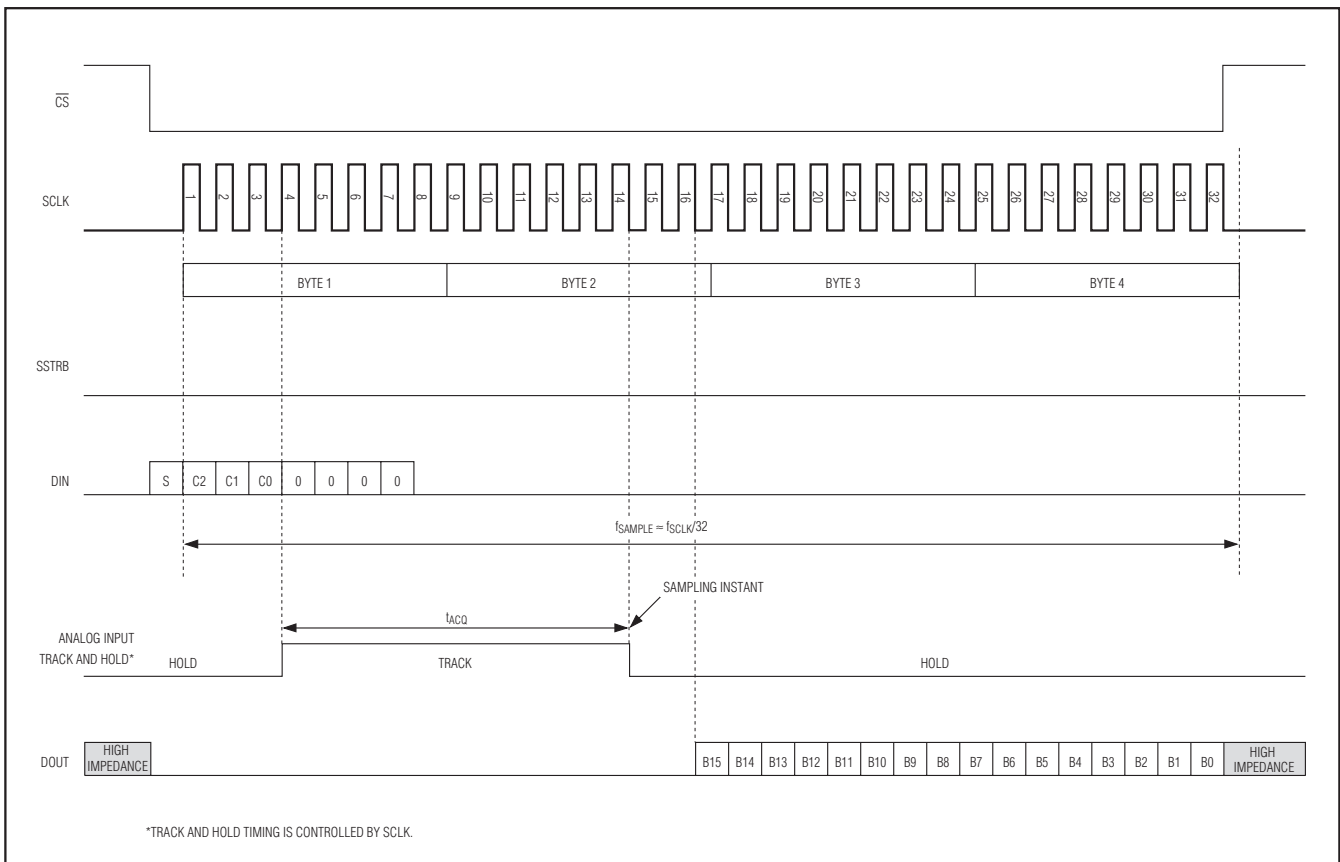 CS
SCLK
1 2 3 4 5 6 7 8 9 10 11 12 13 14 15 16 17 18 19 20 21 22 23 24 25 26 27 28 29 30 31 32
BYTE 1 BYTE 2 BYTE 3 BYTE 4
SSTRB
DIN
S C2 C1 C0 0 0 0 0
fSAMPLE = fSCLK/32
SAMPLING INSTANT
tACQ
ANALOG INPUT
TRACK AND HOLD*
HOLD TRACK HOLD
DOUT
HIGH
IMPEDANCE
B15 B14 B13 B12 B11 B10 B9 B8 B7 B6 B5 B4 B3 B2 B1 B0
HIGH
IMPEDANCE
*TRACK AND HOLD TIMING IS CONTROLLED BY SCLK.